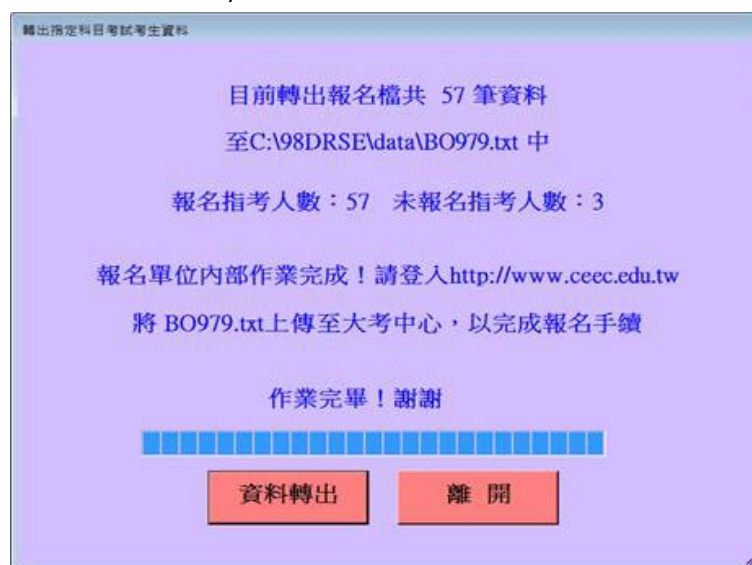 轉出指定科目考試考生資料
目前轉出報名檔共 57 筆資料
至C:\98DRSE\data\BO979.txt 中
報名指考人數：57 未報名指考人數：3
報名單位內部作業完成！請登入http://www.ceec.edu.tw
將 BO979.txt上傳至大考中心，以完成報名手續
作業完畢！謝謝
資料轉出 離 開